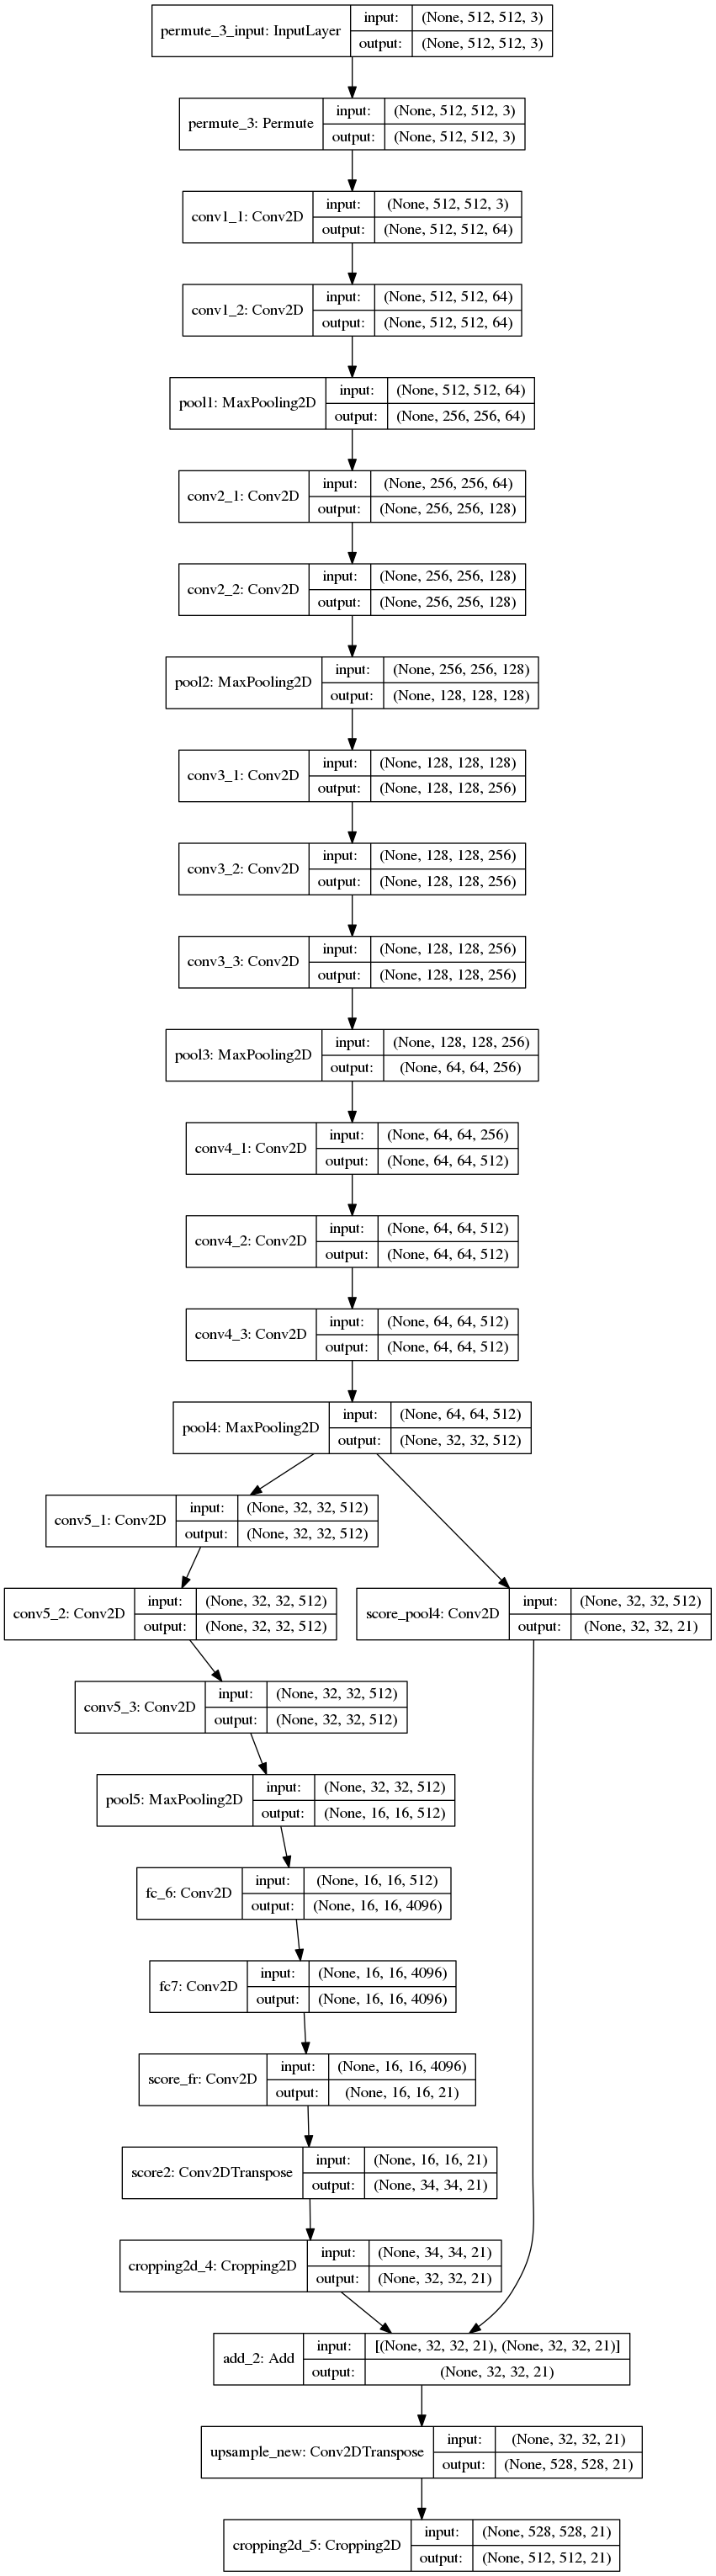 permute_3_input: InputLayer
input: (None, 512, 512, 3)
output: (None, 512, 512, 3)
permute_3: Permute
input: (None, 512, 512, 3)
output: (None, 512, 512, 3)
conv1_1: Conv2D
input: (None, 512, 512, 3)
output: (None, 512, 512, 64)
conv1_2: Conv2D
input: (None, 512, 512, 64)
output: (None, 512, 512, 64)
pool1: MaxPooling2D
input: (None, 512, 512, 64)
output: (None, 256, 256, 64)
conv2_1: Conv2D
input: (None, 256, 256, 64)
output: (None, 256, 256, 128)
conv2_2: Conv2D
input: (None, 256, 256, 128)
output: (None, 256, 256, 128)
pool2: MaxPooling2D
input: (None, 256, 256, 128)
output: (None, 128, 128, 128)
conv3_1: Conv2D
input: (None, 128, 128, 128)
output: (None, 128, 128, 256)
conv3_2: Conv2D
input: (None, 128, 128, 256)
output: (None, 128, 128, 256)
conv3_3: Conv2D
input: (None, 128, 128, 256)
output: (None, 128, 128, 256)
pool3: MaxPooling2D
input: (None, 128, 128, 256)
output: (None, 64, 64, 256)
conv4_1: Conv2D
input: (None, 64, 64, 256)
output: (None, 64, 64, 512)
conv4_2: Conv2D
input: (None, 64, 64, 512)
output: (None, 64, 64, 512)
conv4_3: Conv2D
input: (None, 64, 64, 512)
output: (None, 64, 64, 512)
pool4: MaxPooling2D
input: (None, 64, 64, 512)
output: (None, 32, 32, 512)
conv5_1: Conv2D
input: (None, 32, 32, 512)
output: (None, 32, 32, 512)
conv5_2: Conv2D
input: (None, 32, 32, 512)
output: (None, 32, 32, 512)
score_pool4: Conv2D
input: (None, 32, 32, 512)
output: (None, 32, 32, 21)
conv5_3: Conv2D
input: (None, 32, 32, 512)
output: (None, 32, 32, 512)
pool5: MaxPooling2D
input: (None, 32, 32, 512)
output: (None, 16, 16, 512)
fc_6: Conv2D
input: (None, 16, 16, 512)
output: (None, 16, 16, 4096)
fc7: Conv2D
input: (None, 16, 16, 4096)
output: (None, 16, 16, 4096)
score_fr: Conv2D
input: (None, 16, 16, 4096)
output: (None, 16, 16, 21)
score2: Conv2DTranspose
input: (None, 16, 16, 21)
output: (None, 34, 34, 21)
cropping2d_4: Cropping2D
input: (None, 34, 34, 21)
output: (None, 32, 32, 21)
add_2: Add
input: [(None, 32, 32, 21), (None, 32, 32, 21)]
output: (None, 32, 32, 21)
upsample_new: Conv2DTranspose
input: (None, 32, 32, 21)
output: (None, 528, 528, 21)
cropping2d_5: Cropping2D
input: (None, 528, 528, 21)
output: (None, 512, 512, 21)